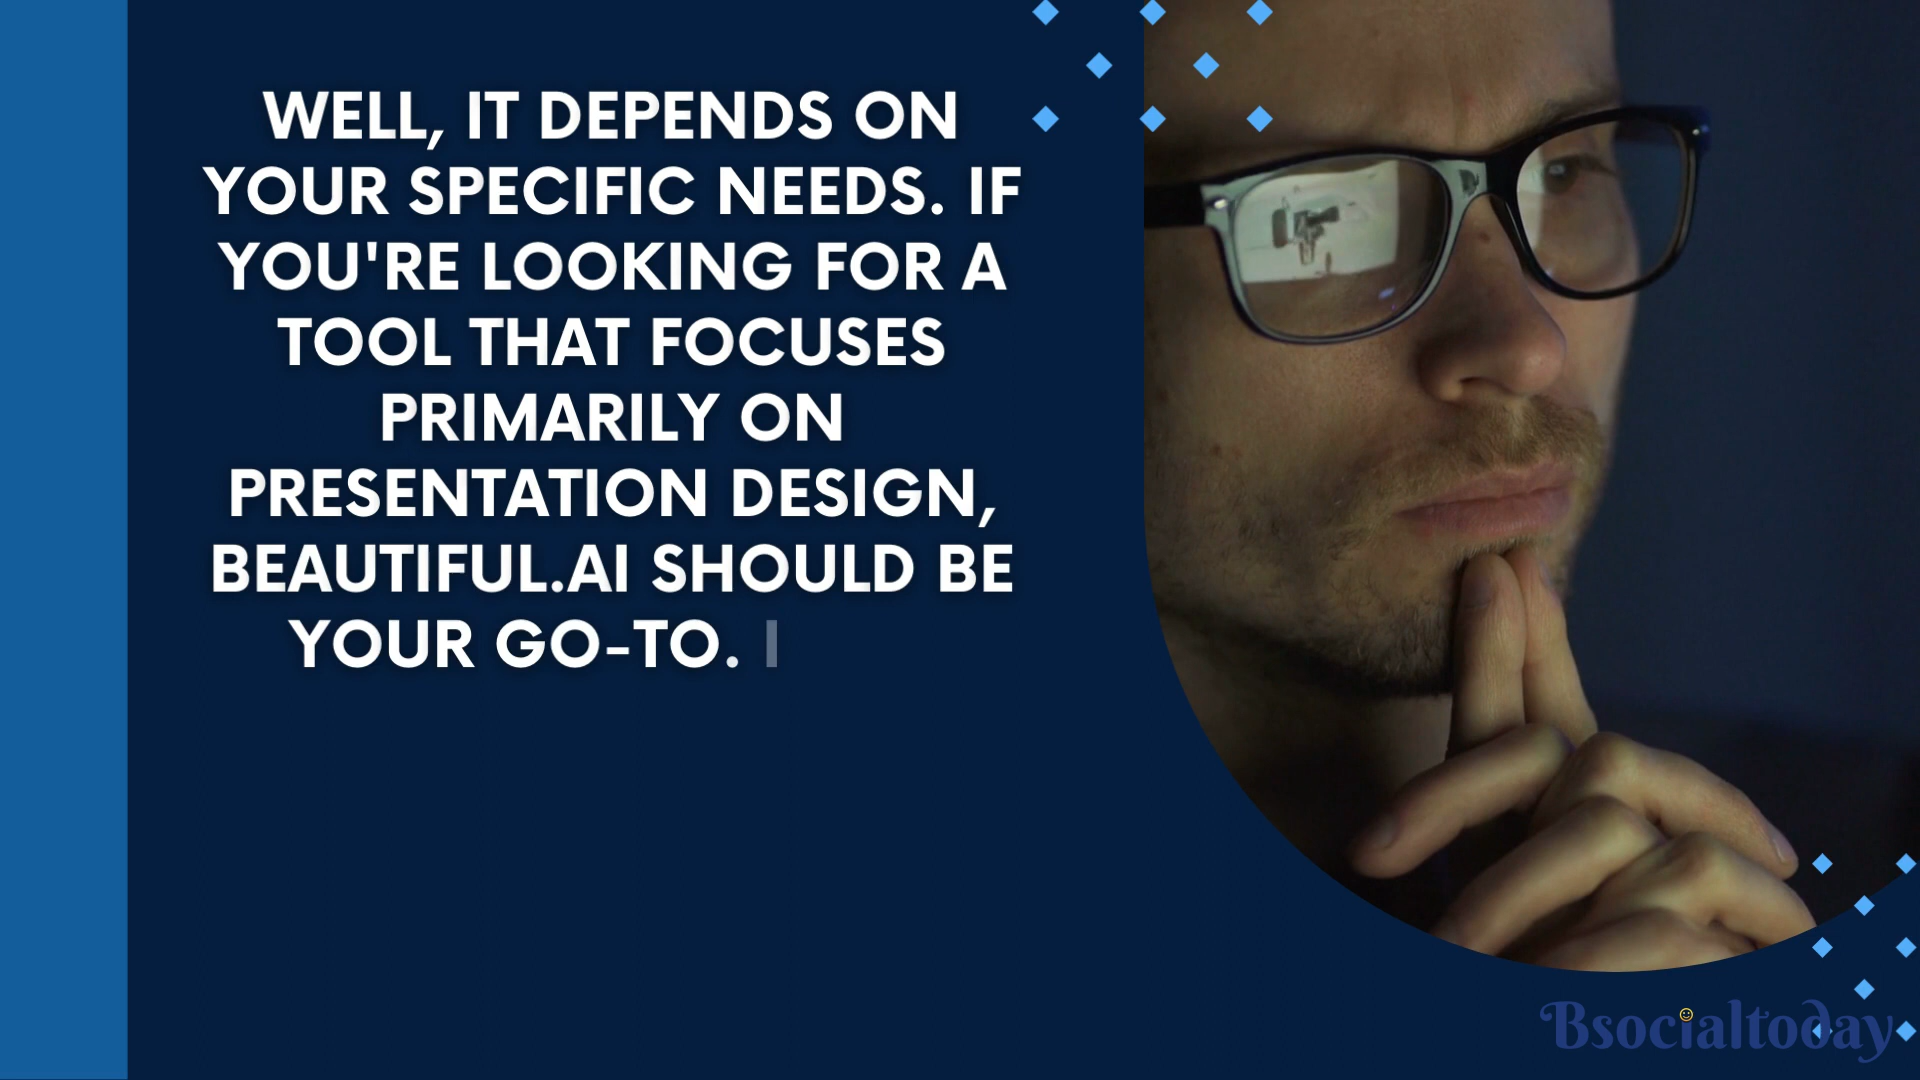 WELL, IT DEPENDS ON
YOUR SPECIFIC NEEDS. IF
YOU'RE LOOKING FOR A
TOOL THAT FOCUSES
PRIMARILY ON
PRESENTATION DESIGN,
BEAUTIFUL.AI SHOULD BE
YOUR GO-TO. I
Bsocialtoday